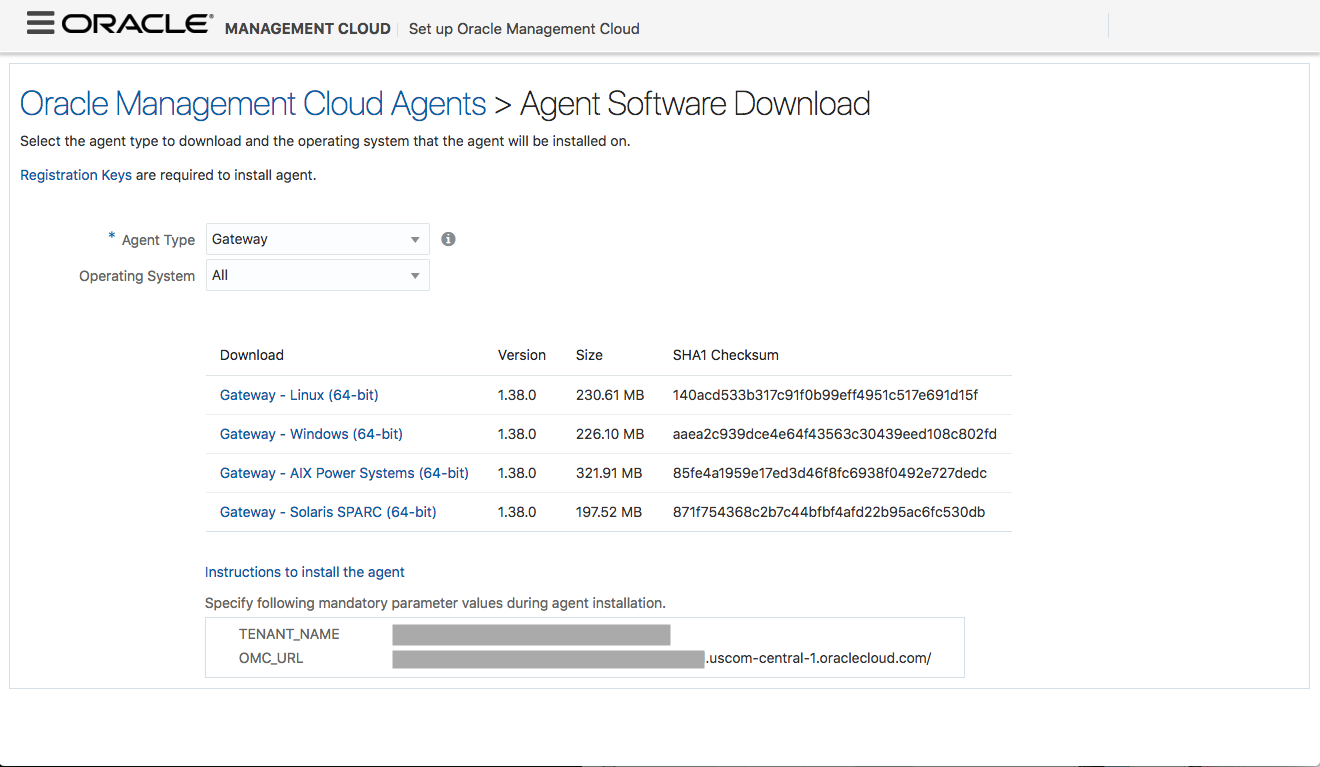 ORACLE® MANAGEMENT CLOUD Set up Oracle Management Cloud
Oracle Management Cloud Agents > Agent Software Download
Select the agent type to download and the operating system that the agent will be installed on.
Registration Keys are required to install agent.
* Agent Type Gateway
Operating System All
Download Version Size SHA1 Checksum
Gateway - Linux (64-bit) 1.38.0 230.61 MB 140acd533b317c91f0b99eff4951c517e691d15f
Gateway - Windows (64-bit) 1.38.0 226.10 MB aaea2c939dce4e64f43563c30439eed108c802fd
Gateway - AIX Power Systems (64-bit) 1.38.0 321.91 MB 85fe4a1959e17ed3d46f8fc6938f0492e727dedc
Gateway - Solaris SPARC (64-bit) 1.38.0 197.52 MB 871f754368c2b7c44bfbf4afd22b95ac6fc530db
Instructions to install the agent
Specify following mandatory parameter values during agent installation.
TENANT_NAME
OMC_URL .uscom-central-1.oraclecloud.com/